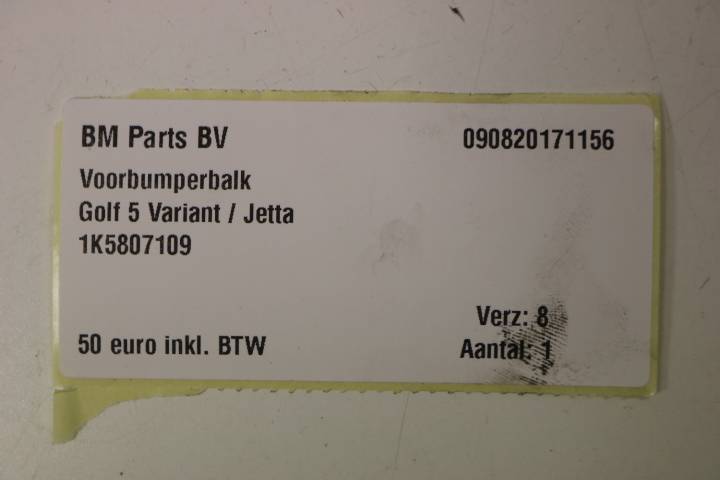 BM Parts BV 090820171156
Voorbumperbalk
Golf 5 Variant / Jetta
1K5807109
Verz: 8
50 euro inkl. BTW Aantal: 1